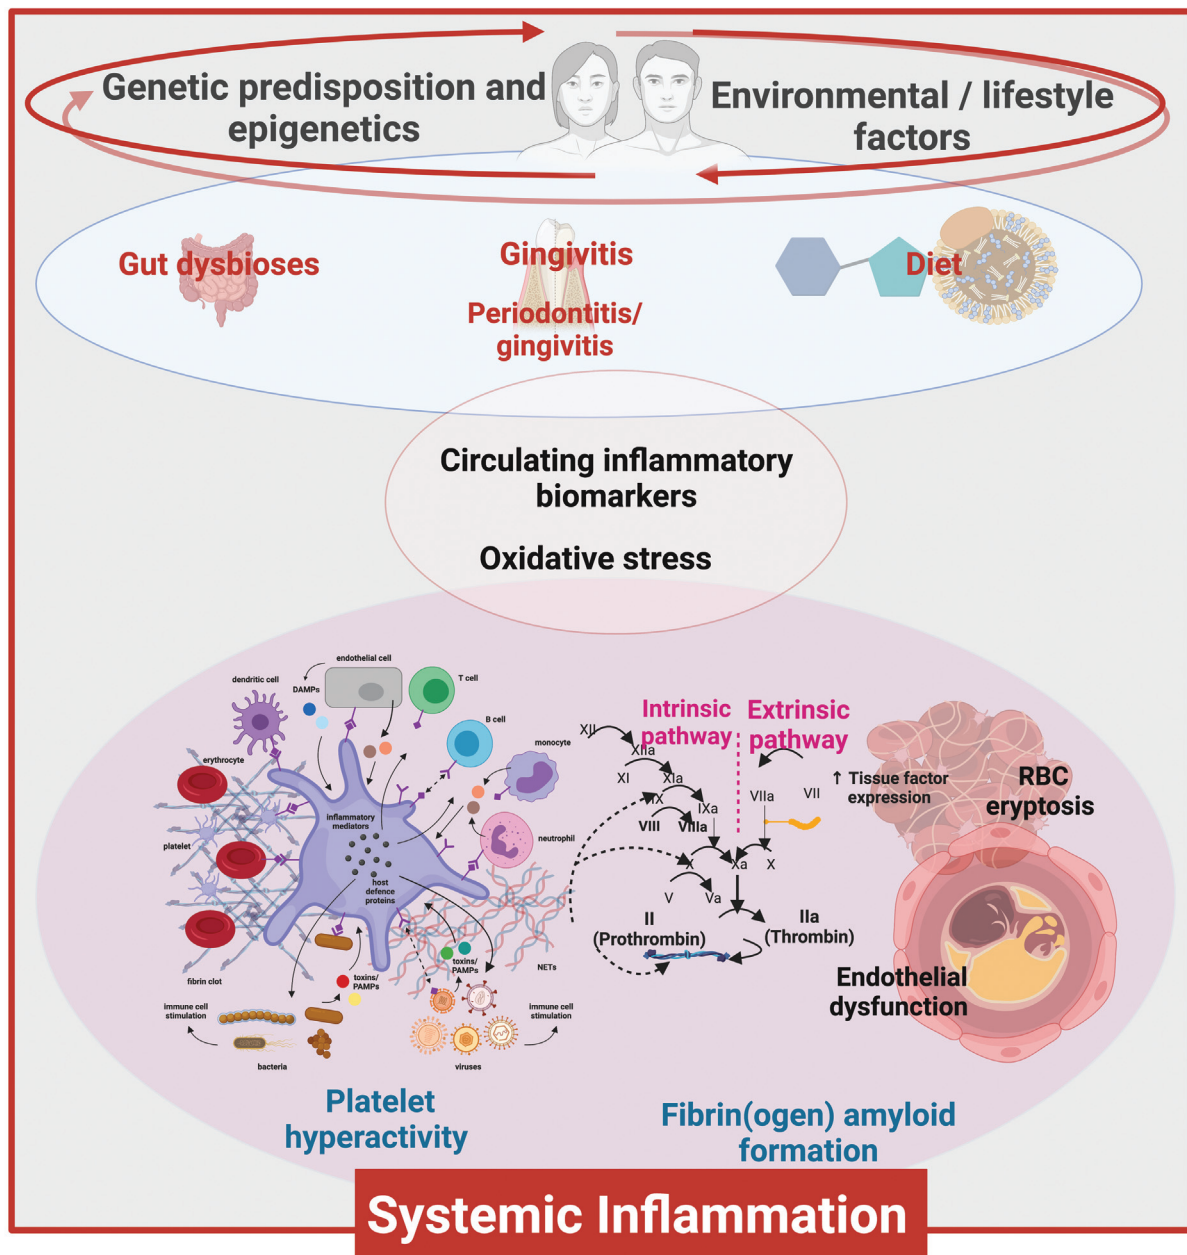 Genetic predisposition and
epigenetics
Environmental / lifestyle
factors
Gut dysbioses
Gingivitis
Periodontitis/
gingivitis
Diet
Circulating inflammatory
biomarkers
Oxidative stress
endothelial cell
dendritic cell
DAMPs
T cell
B cell
monocyte
erythrocyte
platelet
inflammatory
mediators
neutrophil
host
defence
proteins
fibrin clot
toxins/
PAMPs
toxins/
PAMPs
NETs
immune cell
stimulation
immune cell
stimulation
bacteria
viruses
Intrinsic
pathway
Extrinsic
pathway
XII
XIIa
XI
XIa
IX
IXa
VIII
VIIIa
VIIa
VII
↑ Tissue factor
expression
X
Xa
X
V
Va
II
(Prothrombin)
IIa
(Thrombin)
RBC
eryptosis
Endothelial
dysfunction
Platelet
hyperactivity
Fibrin(ogen) amyloid
formation
Systemic Inflammation